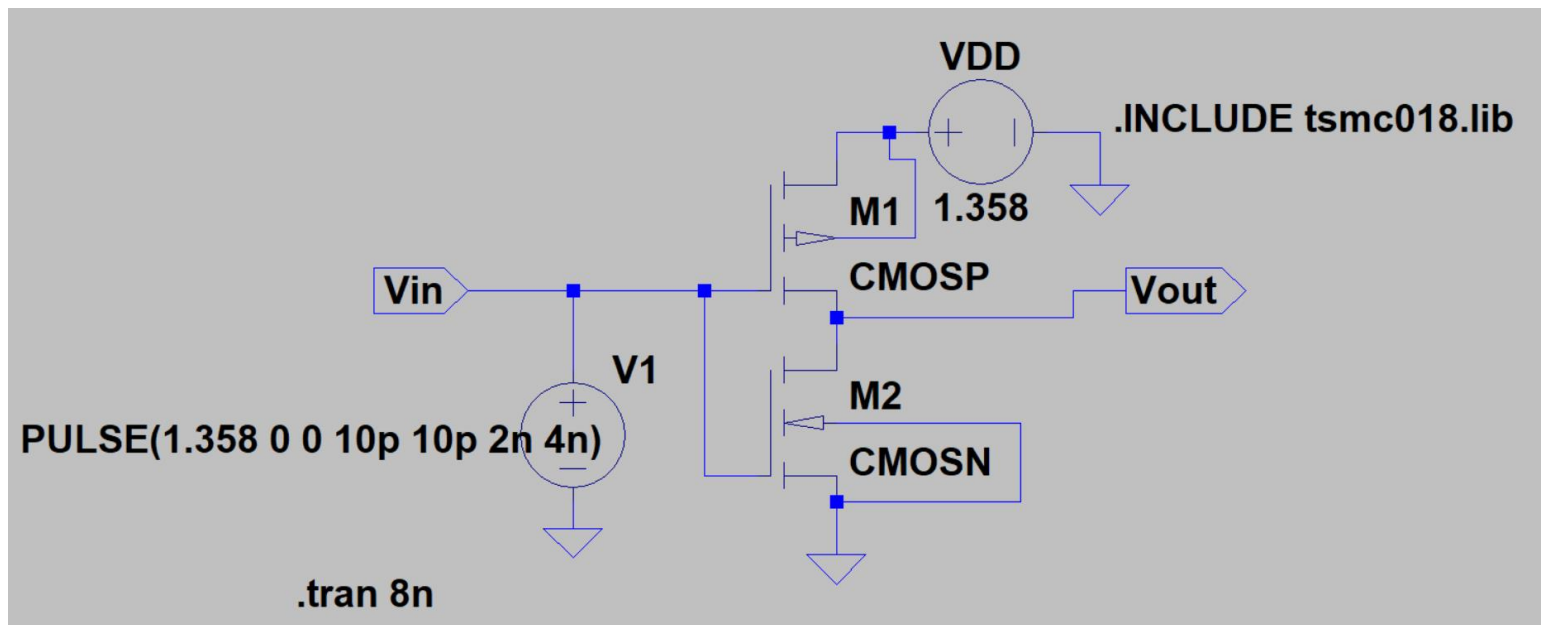 VDD
.INCLUDE tsmc018.lib
M1
1.358
CMOSP
Vin
Vout
V1
M2
PULSE(1.358 0 0 10p 10p 2n 4n)
CMOSN
.tran 8n